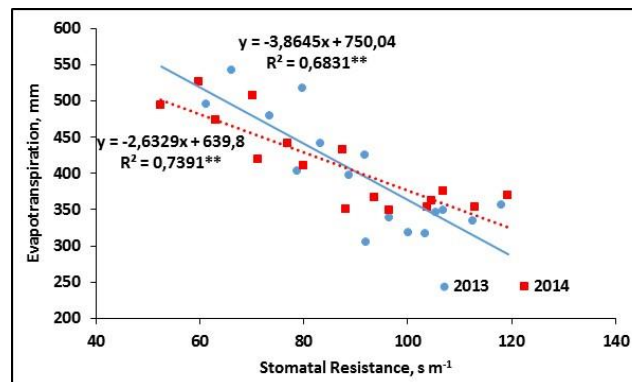 y = -3,8645x + 750,04
R² = 0,6831**
y = -2,6329x + 639,8
R² = 0,7391**
Evapotranspiration, mm
600
550
500
450
400
350
300
250
200
2013
2014
40
60
80
100
120
140
Stomatal Resistance, s m⁻¹